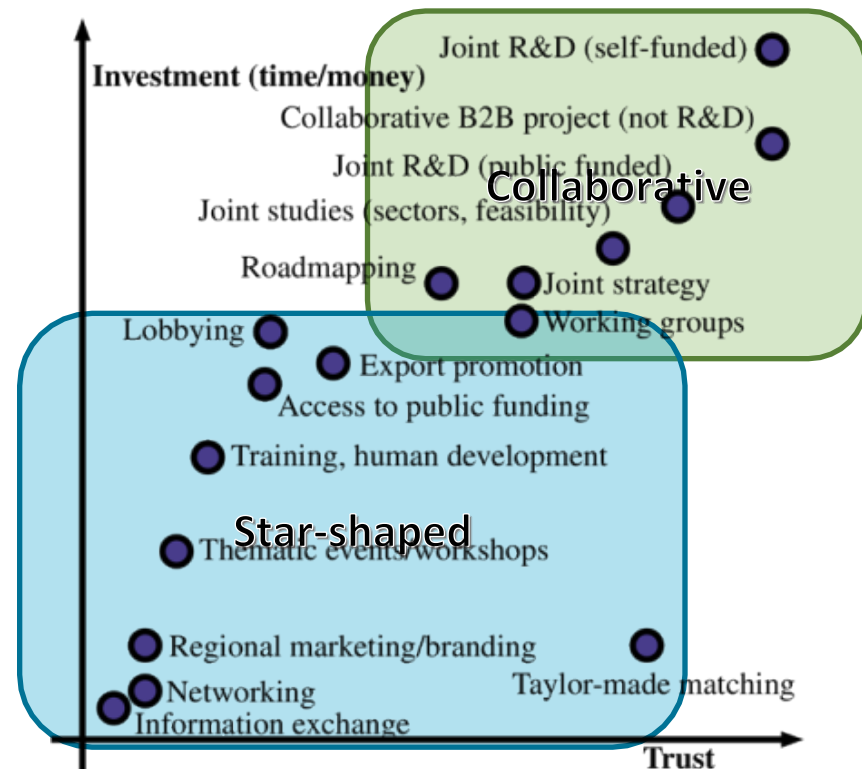 Joint R&D (self-funded)
Investment (time/money)
Collaborative B2B project (not R&D)
Joint R&D (public funded)
Collaborative
Joint studies (sectors, feasibility)
Roadmapping
Joint strategy
Working groups
Lobbying
Export promotion
Access to public funding
Training, human development
Star-shaped
Thematic events/workshops
Regional marketing/branding
Taylor-made matching
Networking
Information exchange
Trust